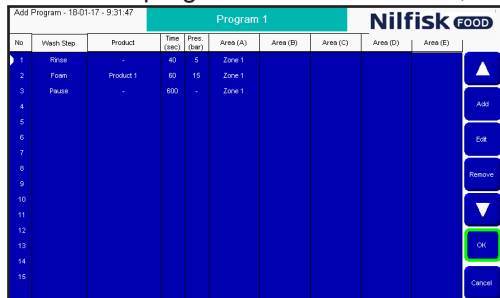 Add Program - 18-01-17 - 9:31:47
Program 1
Nilfisk FOOD
No Wash Step Product Time (sec) Pres. (bar) Area (A) Area (B) Area (C) Area (D) Area (E)
1 Rinse - 40 5 Zone 1
2 Foam Product 1 60 15 Zone 1
3 Pause - 600 - Zone 1
4
5
6
7
8
9
10
11
12
13
14
15
Add
Edit
Remove
OK
Cancel